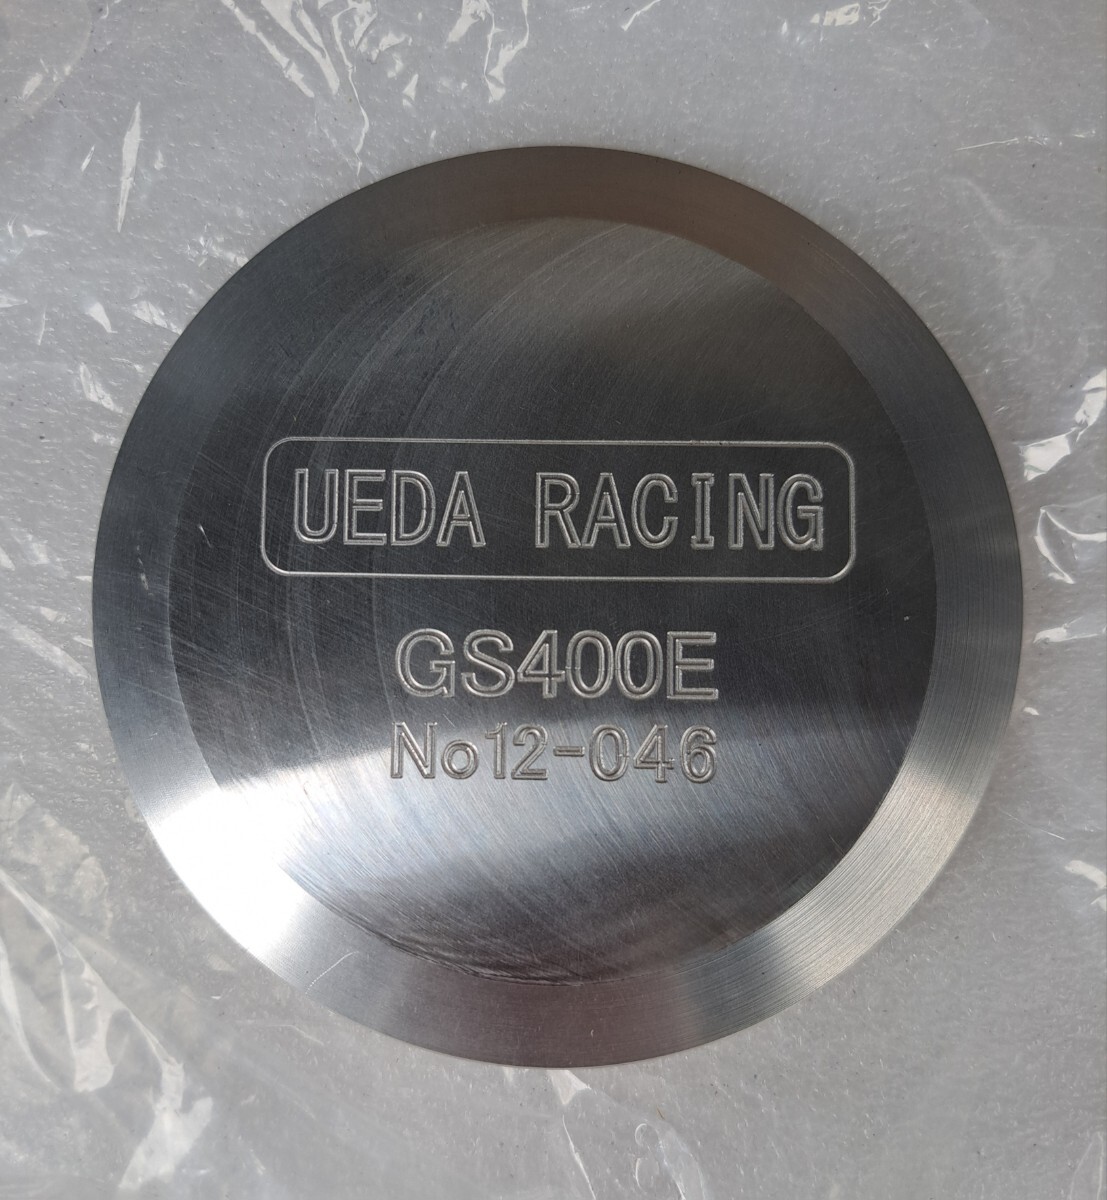 UEDA RACING
GS400E
No12-046